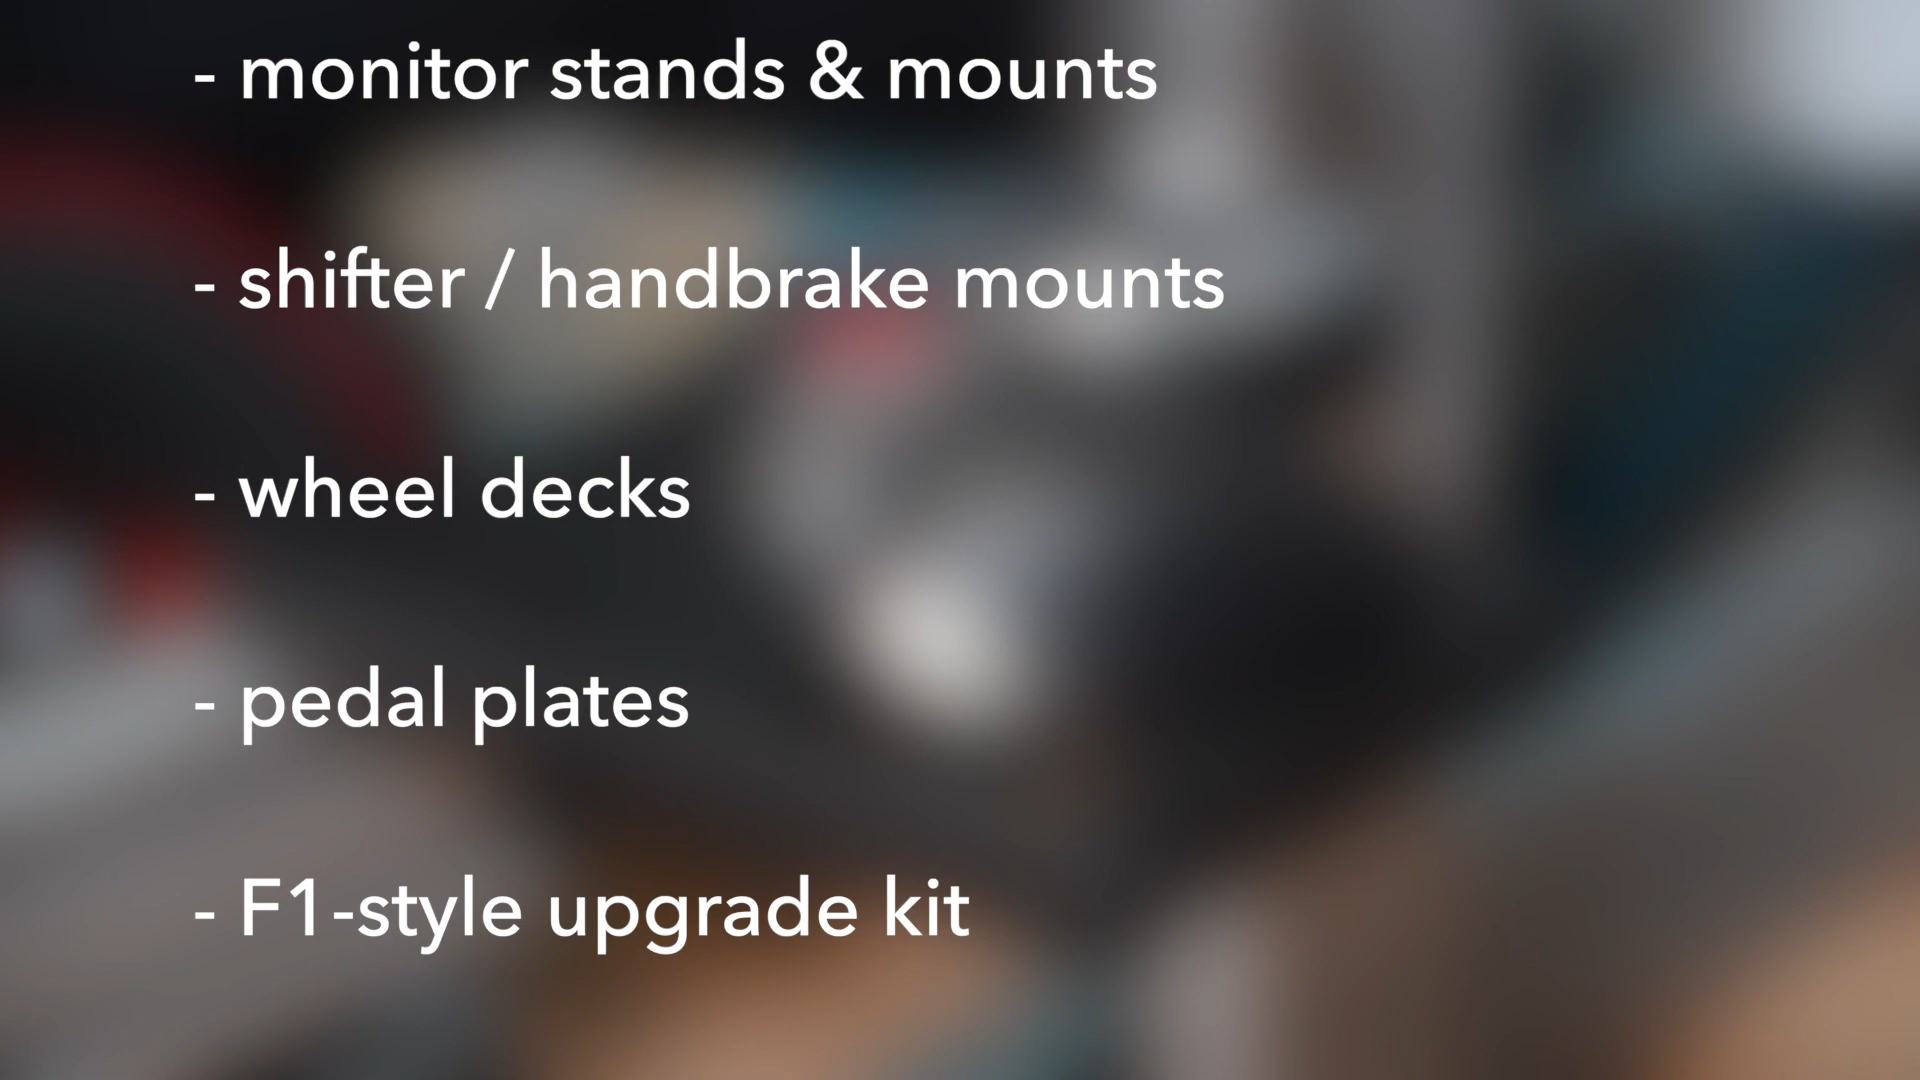 - monitor stands & mounts
- shifter / handbrake mounts
- wheel decks
- pedal plates
- F1-style upgrade kit